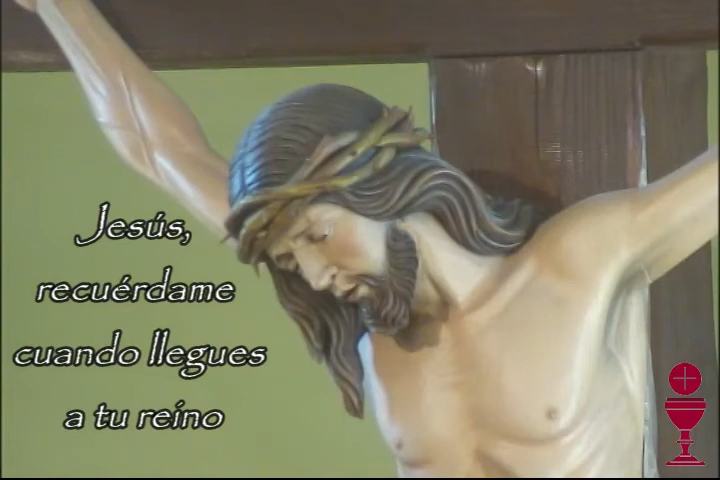 Jesús,
recuérdame
cuando llegues
a tu reino